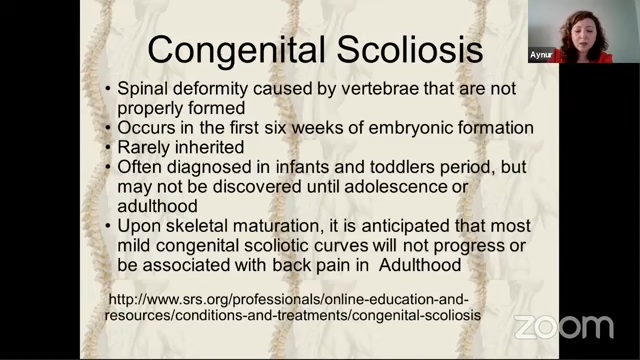 Congenital Scoliosis
• Spinal deformity caused by vertebrae that are not
properly formed
• Occurs in the first six weeks of embryonic formation
• Rarely inherited
• Often diagnosed in infants and toddlers period, but
may not be discovered until adolescence or
adulthood
• Upon skeletal maturation, it is anticipated that most
mild congenital scoliotic curves will not progress or
be associated with back pain in Adulthood
http://www.srs.org/professionals/online-education-and-
resources/conditions-and-treatments/congenital-scoliosis
Aynur
zoom